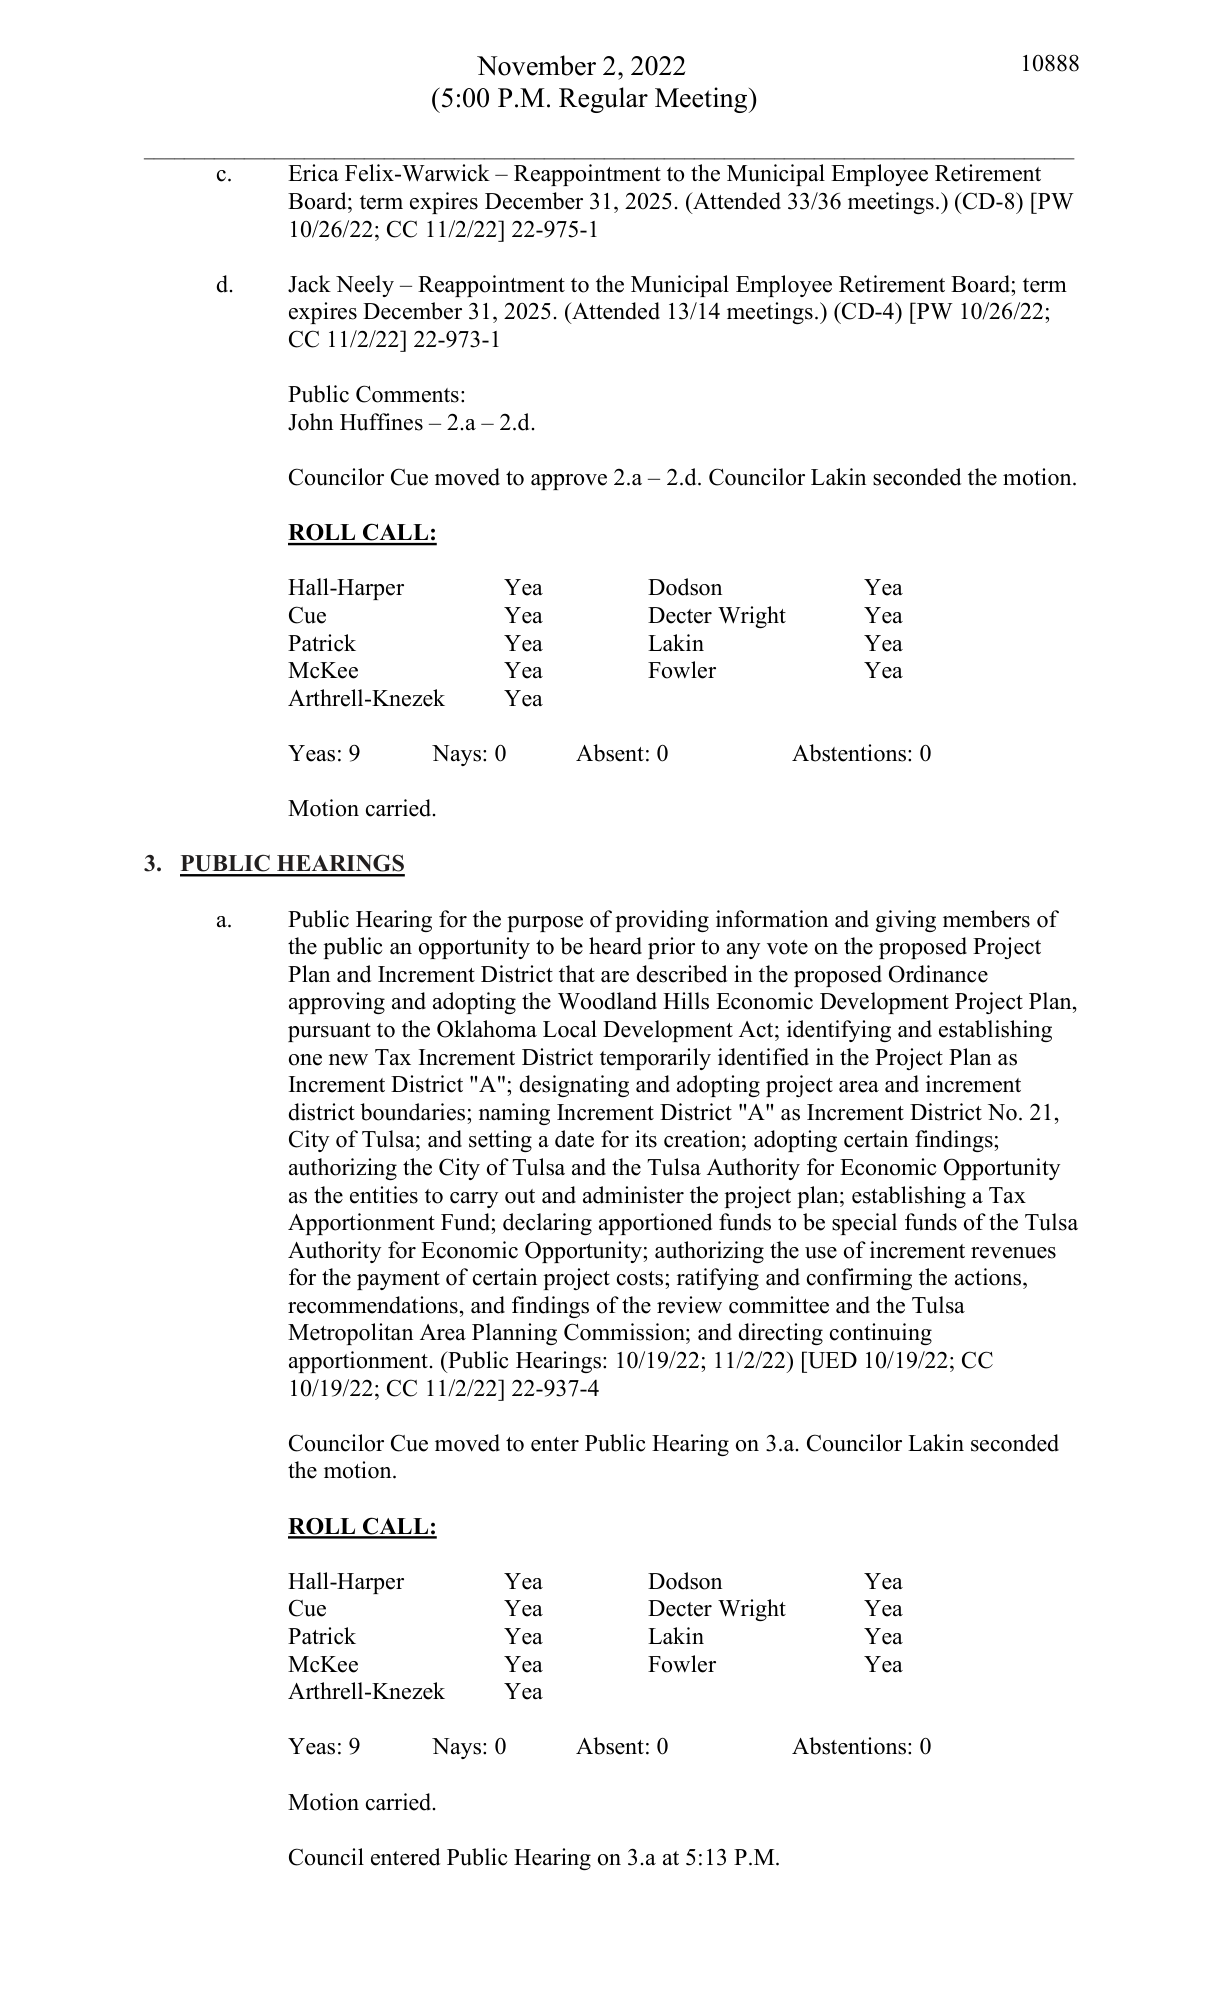 November 2, 2022
10888
(5:00 P.M. Regular Meeting)
c. Erica Felix-Warwick – Reappointment to the Municipal Employee Retirement
Board; term expires December 31, 2025. (Attended 33/36 meetings.) (CD-8) [PW
10/26/22; CC 11/2/22] 22-975-1
d. Jack Neely – Reappointment to the Municipal Employee Retirement Board; term
expires December 31, 2025. (Attended 13/14 meetings.) (CD-4) [PW 10/26/22;
CC 11/2/22] 22-973-1
Public Comments:
John Huffines – 2.a – 2.d.
Councilor Cue moved to approve 2.a – 2.d. Councilor Lakin seconded the motion.
ROLL CALL:
Hall-Harper Yea Dodson Yea
Cue Yea Decter Wright Yea
Patrick Yea Lakin Yea
McKee Yea Fowler Yea
Arthrell-Knezek Yea
Yeas: 9 Nays: 0 Absent: 0 Abstentions: 0
Motion carried.
3. PUBLIC HEARINGS
a. Public Hearing for the purpose of providing information and giving members of
the public an opportunity to be heard prior to any vote on the proposed Project
Plan and Increment District that are described in the proposed Ordinance
approving and adopting the Woodland Hills Economic Development Project Plan,
pursuant to the Oklahoma Local Development Act; identifying and establishing
one new Tax Increment District temporarily identified in the Project Plan as
Increment District "A"; designating and adopting project area and increment
district boundaries; naming Increment District "A" as Increment District No. 21,
City of Tulsa; and setting a date for its creation; adopting certain findings;
authorizing the City of Tulsa and the Tulsa Authority for Economic Opportunity
as the entities to carry out and administer the project plan; establishing a Tax
Apportionment Fund; declaring apportioned funds to be special funds of the Tulsa
Authority for Economic Opportunity; authorizing the use of increment revenues
for the payment of certain project costs; ratifying and confirming the actions,
recommendations, and findings of the review committee and the Tulsa
Metropolitan Area Planning Commission; and directing continuing
apportionment. (Public Hearings: 10/19/22; 11/2/22) [UED 10/19/22; CC
10/19/22; CC 11/2/22] 22-937-4
Councilor Cue moved to enter Public Hearing on 3.a. Councilor Lakin seconded
the motion.
ROLL CALL:
Hall-Harper Yea Dodson Yea
Cue Yea Decter Wright Yea
Patrick Yea Lakin Yea
McKee Yea Fowler Yea
Arthrell-Knezek Yea
Yeas: 9 Nays: 0 Absent: 0 Abstentions: 0
Motion carried.
Council entered Public Hearing on 3.a at 5:13 P.M.